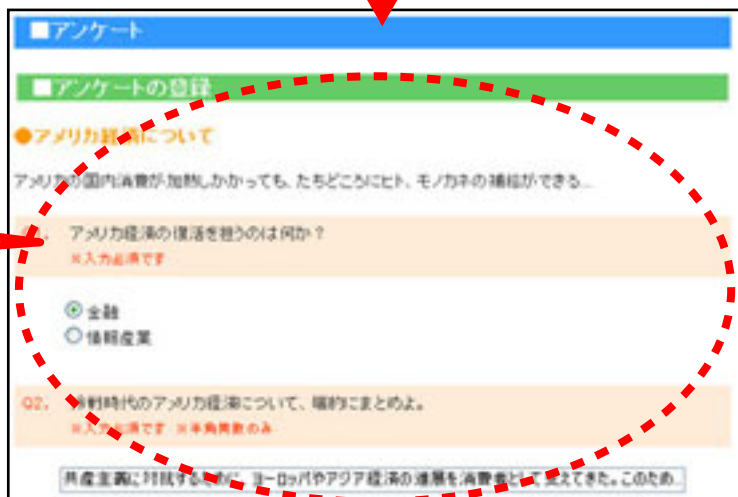 ■アンケート
■アンケートの登録
●アメリカ経済について
アメリカの国内消費が加熱しかかっても、たちどころにヒト、モノカネの補給ができる...
アメリカ経済の復活を担うのは何か?
※入力必須です
金融
情報産業
Q2. 冷戦時代のアメリカ経済について、端的にまとめよ。
※入力必須です ※半角英数のみ
共産主義に対抗するために、ヨーロッパやアジア経済の進展を消費者として支えてきた。このため...